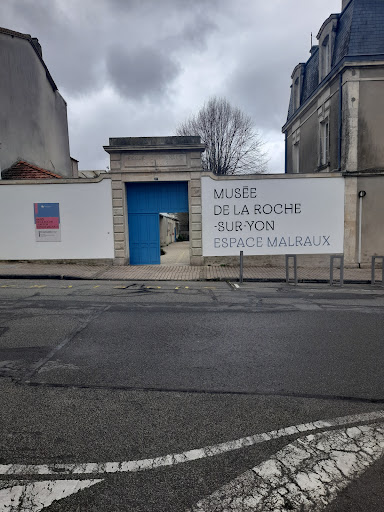 MUSÉE
DE LA ROCHE
-SUR-YON
ESPACE MALRAUX